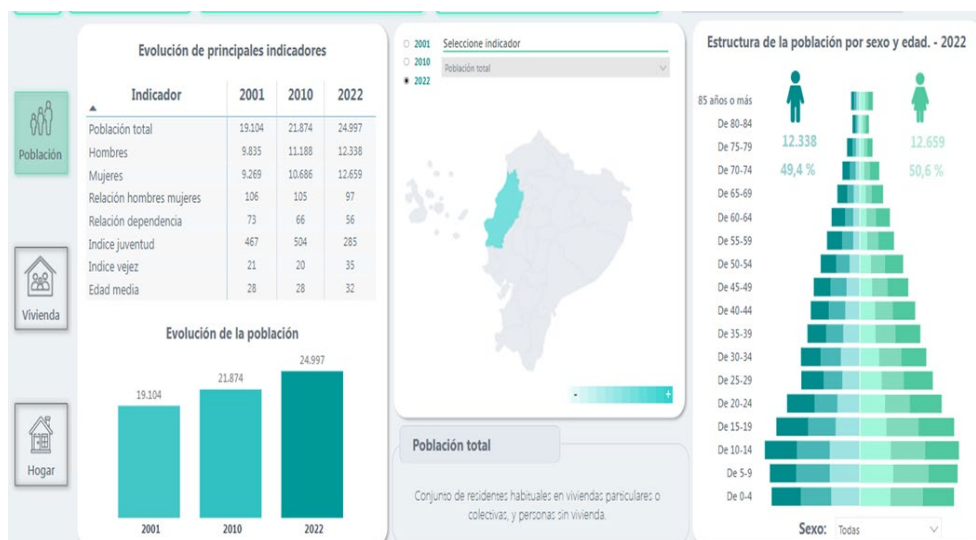 Población
Vivienda
Hogar
Evolución de principales indicadores
Indicador 2001 2010 2022
Población total 19.104 21.874 24.997
Hombres 9.835 11.188 12.338
Mujeres 9.269 10.686 12.659
Relación hombres mujeres 106 105 97
Relación dependencia 73 66 56
Indice juventud 467 504 285
Indice vejez 21 20 35
Edad media 28 28 32
Evolución de la población
19.104
21.874
24.997
2001 2010 2022
2001
2010
2022
Seleccione indicador
Población total
- +
Población total
Conjunto de residentes habituales en viviendas particulares o
colectivas, y personas sin vivienda.
Estructura de la población por sexo y edad. - 2022
85 años o más
De 80-84
De 75-79
De 70-74
De 65-69
De 60-64
De 55-59
De 50-54
De 45-49
De 40-44
De 35-39
De 30-34
De 25-29
De 20-24
De 15-19
De 10-14
De 5-9
De 0-4
12.338
49,4 %
12.659
50,6 %
Sexo: Todas